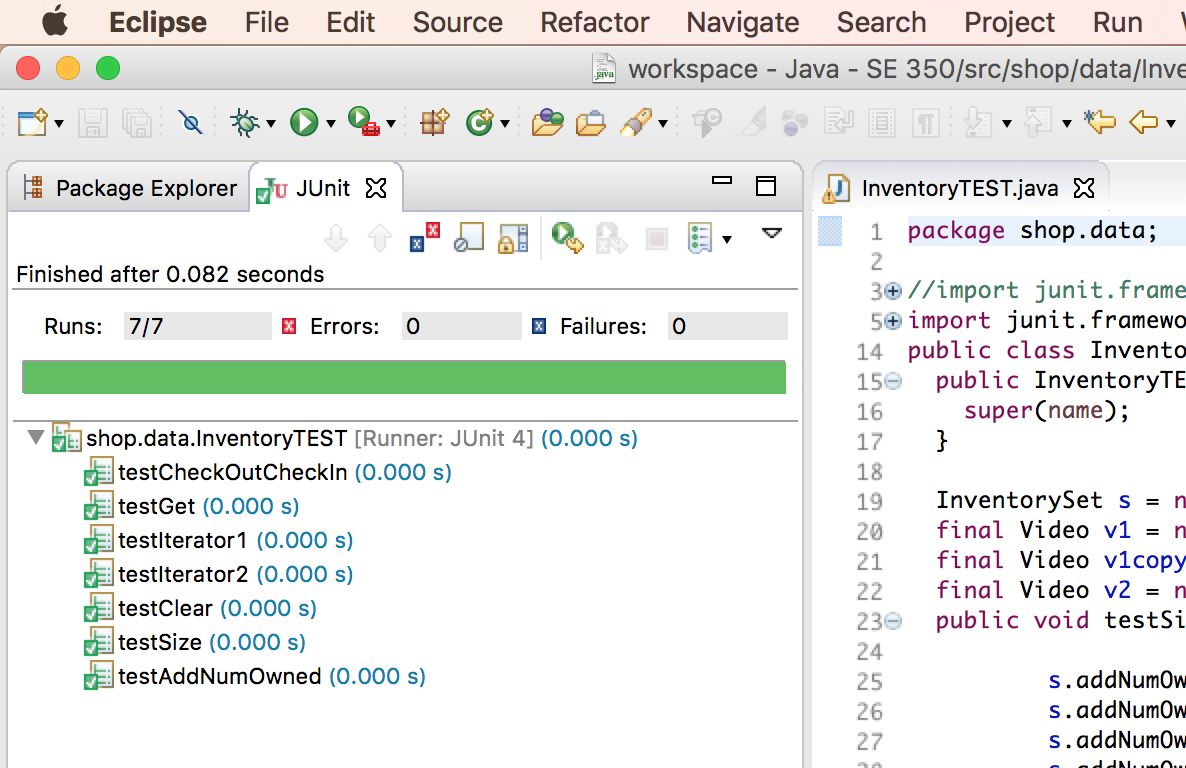 Eclipse File Edit Source Refactor Navigate Search Project Run
workspace - Java - SE 350/src/shop/data/Inve
Package Explorer
JUnit
InventoryTEST.java
Finished after 0.082 seconds
Runs: 7/7 Errors: 0 Failures: 0
shop.data.InventoryTEST [Runner: JUnit 4] (0.000 s)
testCheckOutCheckIn (0.000 s)
testGet (0.000 s)
testIterator1 (0.000 s)
testIterator2 (0.000 s)
testClear (0.000 s)
testSize (0.000 s)
testAddNumOwned (0.000 s)
1 package shop.data;
2
3 //import junit.frame
5 import junit.framewo
14 public class Invento
15 public InventoryTE
16 super(name);
17 }
18
19 InventorySet s = n
20 final Video v1 = n
21 final Video v1copy
22 final Video v2 = n
23 public void testSi
24
25 s.addNumOw
26 s.addNumOw
27 s.addNumOw